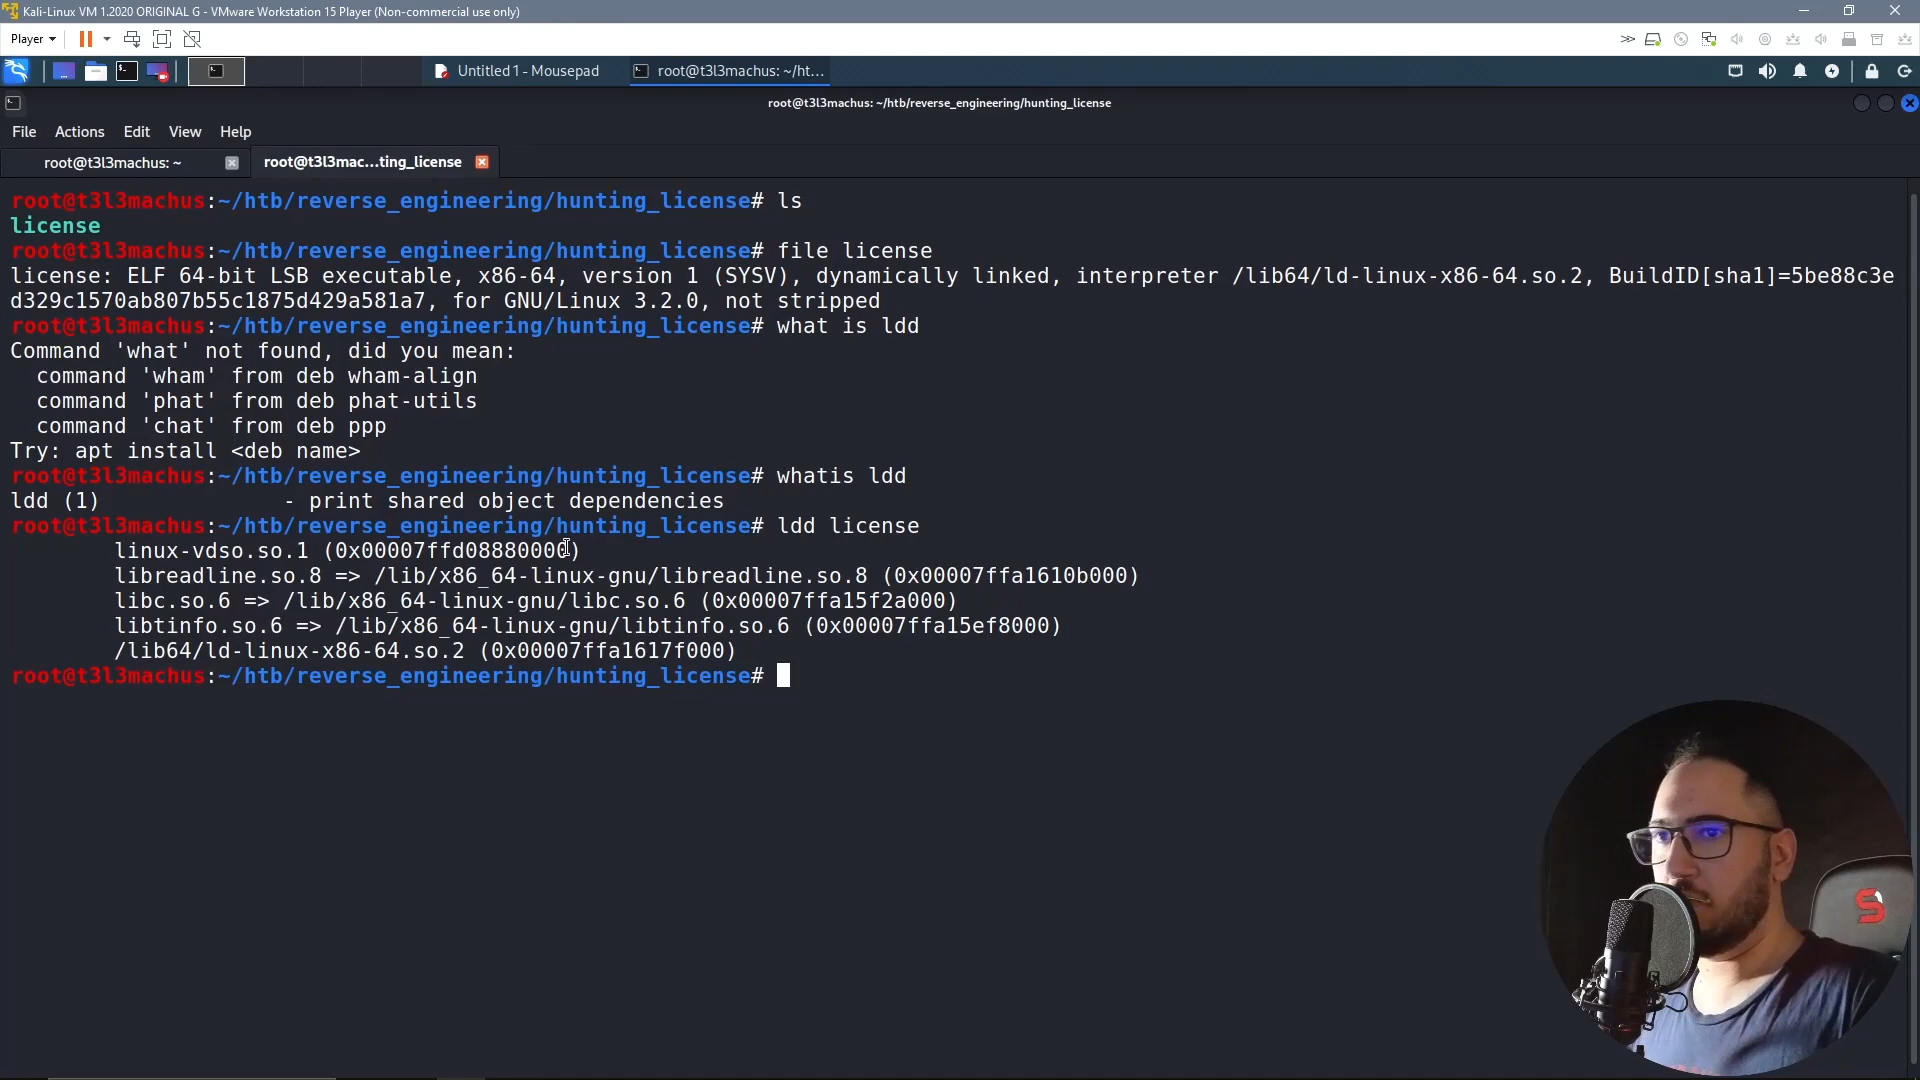 Kali-Linux VM 1.2020 ORIGINAL G - VMware Workstation 15 Player (Non-commercial use only)
Player
Untitled 1 - Mousepad
root@t3l3machus: ~/ht...
root@t3l3machus: ~/htb/reverse_engineering/hunting_license
File Actions Edit View Help
root@t3l3machus: ~
root@t3l3mac...ting_license
root@t3l3machus:~/htb/reverse_engineering/hunting_license# ls
license
root@t3l3machus:~/htb/reverse_engineering/hunting_license# file license
license: ELF 64-bit LSB executable, x86-64, version 1 (SYSV), dynamically linked, interpreter /lib64/ld-linux-x86-64.so.2, BuildID[sha1]=5be88c3e
d329c1570ab807b55c1875d429a581a7, for GNU/Linux 3.2.0, not stripped
root@t3l3machus:~/htb/reverse_engineering/hunting_license# what is ldd
Command 'what' not found, did you mean:
  command 'wham' from deb wham-align
  command 'phat' from deb phat-utils
  command 'chat' from deb ppp
Try: apt install <deb name>
root@t3l3machus:~/htb/reverse_engineering/hunting_license# whatis ldd
ldd (1)              - print shared object dependencies
root@t3l3machus:~/htb/reverse_engineering/hunting_license# ldd license
        linux-vdso.so.1 (0x00007ffd08880000)
        libreadline.so.8 => /lib/x86_64-linux-gnu/libreadline.so.8 (0x00007ffa1610b000)
        libc.so.6 => /lib/x86_64-linux-gnu/libc.so.6 (0x00007ffa15f2a000)
        libtinfo.so.6 => /lib/x86_64-linux-gnu/libtinfo.so.6 (0x00007ffa15ef8000)
        /lib64/ld-linux-x86-64.so.2 (0x00007ffa1617f000)
root@t3l3machus:~/htb/reverse_engineering/hunting_license#